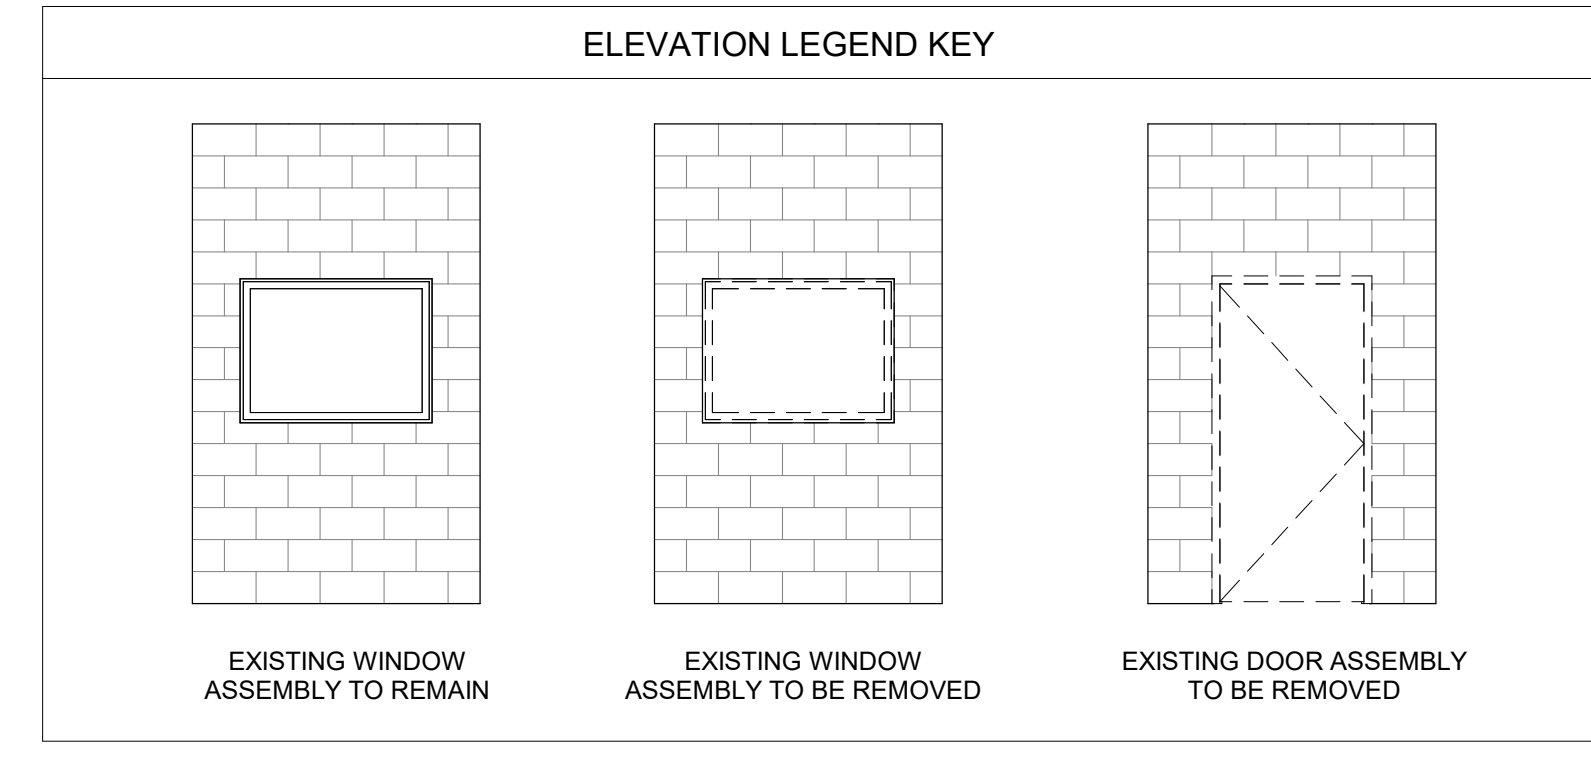 ELEVATION LEGEND KEY
EXISTING WINDOW
ASSEMBLY TO REMAIN
EXISTING WINDOW
ASSEMBLY TO BE REMOVED
EXISTING DOOR ASSEMBLY
TO BE REMOVED